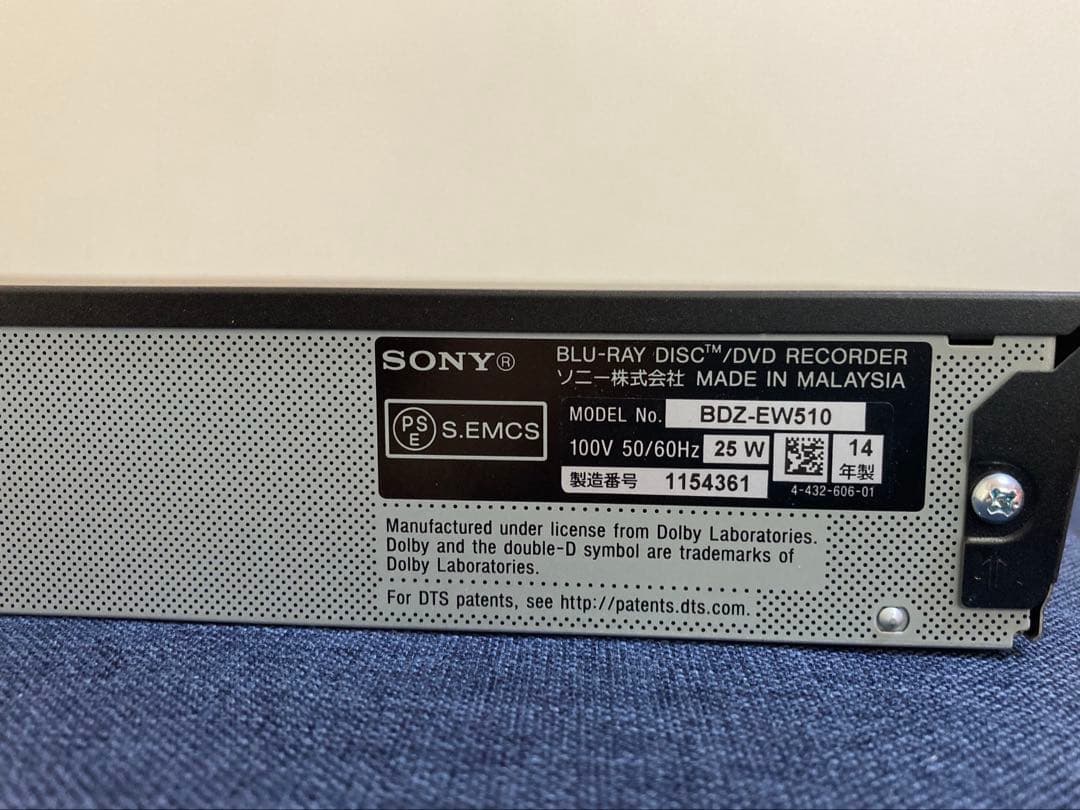 SONY® BLU-RAY DISC™/DVD RECORDER
ソニー株式会社 MADE IN MALAYSIA
PSE S.EMCS
MODEL No. BDZ-EW510
100V 50/60Hz 25 W
14年製
製造番号 1154361
4-432-606-01
Manufactured under license from Dolby Laboratories.
Dolby and the double-D symbol are trademarks of
Dolby Laboratories.
For DTS patents, see http://patents.dts.com.